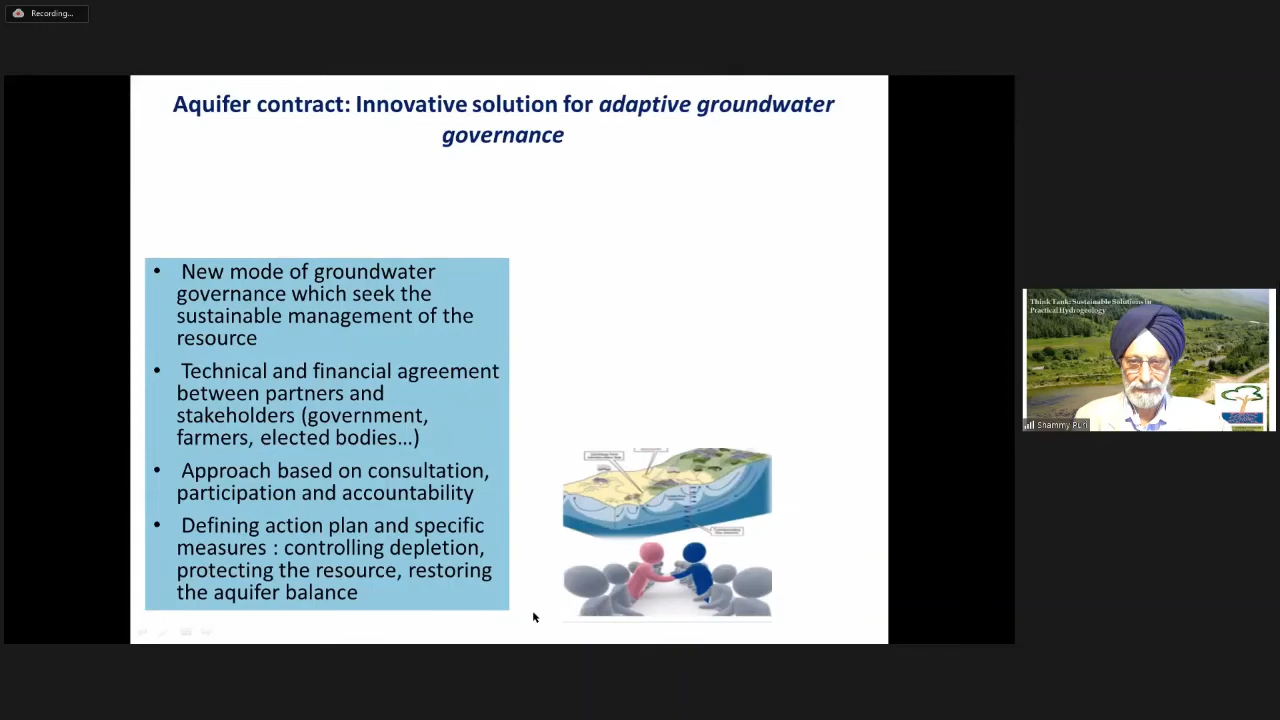 Recording...
Aquifer contract: Innovative solution for adaptive groundwater
governance
• New mode of groundwater
governance which seek the
sustainable management of the
resource
• Technical and financial agreement
between partners and
stakeholders (government,
farmers, elected bodies...)
• Approach based on consultation,
participation and accountability
• Defining action plan and specific
measures : controlling depletion,
protecting the resource, restoring
the aquifer balance
Think Tank: Sustainable Solutions in
Practical Hydrogeology
Shammy Puri